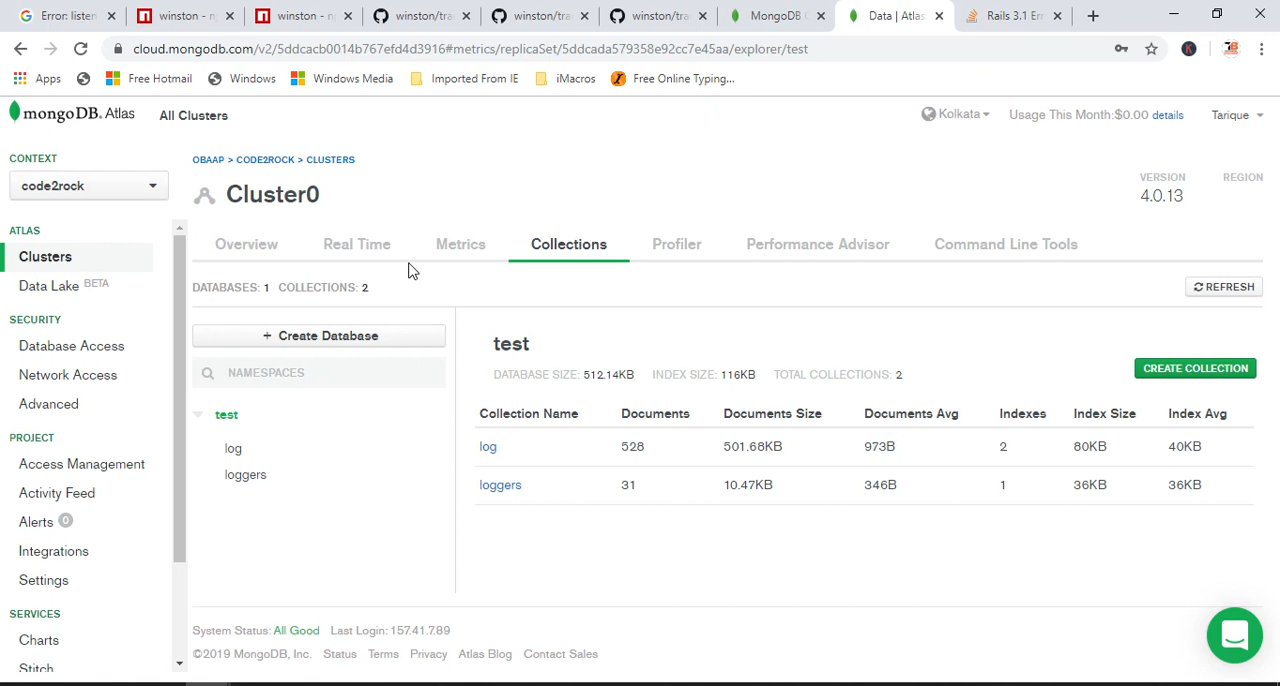 Error: listen
winston - n
winston - n
winston/tra
winston/tra
winston/tra
MongoDB C
Data | Atlas
Rails 3.1 Er
cloud.mongodb.com/v2/5ddcacb0014b767efd4d3916#metrics/replicaSet/5ddcada579358e92cc7e45aa/explorer/test
Apps Free Hotmail Windows Windows Media Imported From IE iMacros Free Online Typing...
mongoDB. Atlas All Clusters Kolkata Usage This Month:$0.00 details Tarique
CONTEXT
code2rock
ATLAS
Clusters
Data Lake BETA
SECURITY
Database Access
Network Access
Advanced
PROJECT
Access Management
Activity Feed
Alerts 0
Integrations
Settings
SERVICES
Charts
Stitch
OBAAP > CODE2ROCK > CLUSTERS
Cluster0
VERSION REGION
4.0.13
Overview Real Time Metrics Collections Profiler Performance Advisor Command Line Tools
DATABASES: 1 COLLECTIONS: 2
REFRESH
+ Create Database
NAMESPACES
test
log
loggers
test
DATABASE SIZE: 512.14KB INDEX SIZE: 116KB TOTAL COLLECTIONS: 2
CREATE COLLECTION
Collection Name Documents Documents Size Documents Avg Indexes Index Size Index Avg
log 528 501.68KB 973B 2 80KB 40KB
loggers 31 10.47KB 346B 1 36KB 36KB
System Status: All Good Last Login: 157.41.7.89
©2019 MongoDB, Inc. Status Terms Privacy Atlas Blog Contact Sales